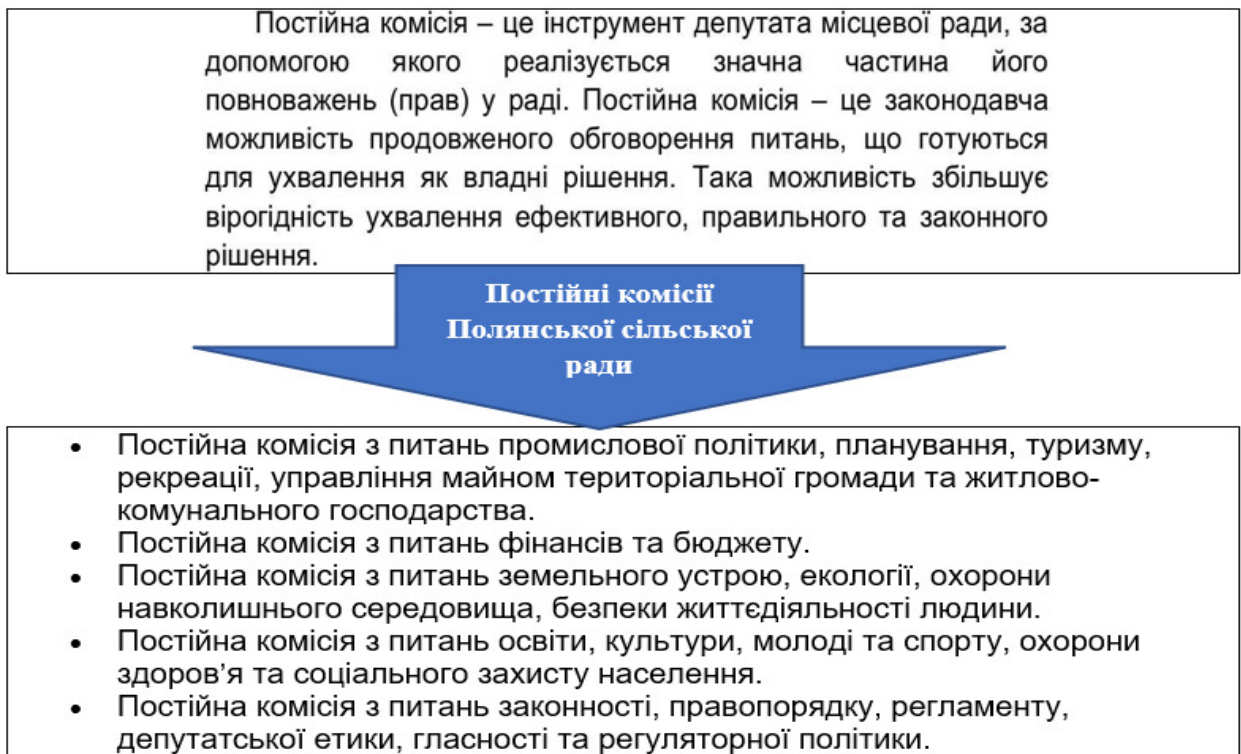 Постійна комісія – це інструмент депутата місцевої ради, за
допомогою якого реалізується значна частина його
повноважень (прав) у раді. Постійна комісія – це законодавча
можливість продовженого обговорення питань, що готуються
для ухвалення як владні рішення. Така можливість збільшує
вірогідність ухвалення ефективного, правильного та законного
рішення.
Постійні комісії
Полянської сільської
ради
• Постійна комісія з питань промислової політики, планування, туризму,
рекреації, управління майном територіальної громади та житлово-
комунального господарства.
• Постійна комісія з питань фінансів та бюджету.
• Постійна комісія з питань земельного устрою, екології, охорони
навколишнього середовища, безпеки життєдіяльності людини.
• Постійна комісія з питань освіти, культури, молоді та спорту, охорони
здоров’я та соціального захисту населення.
• Постійна комісія з питань законності, правопорядку, регламенту,
депутатської етики, гласності та регуляторної політики.